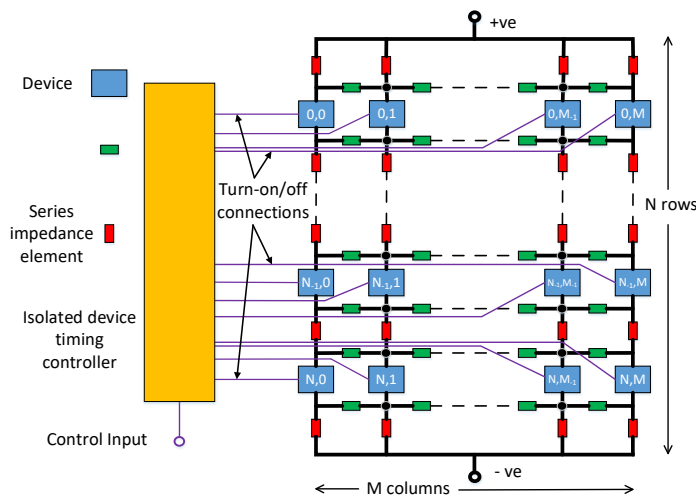 +ve
Device
0,0
0,1
0,M-1
0,M
Turn-on/off
connections
N rows
Series
impedance
element
N-1,0
N-1,1
N-1,M-1
N-1,M
Isolated device
timing
controller
N,0
N,1
N,M-1
N,M
Control Input
- ve
M columns